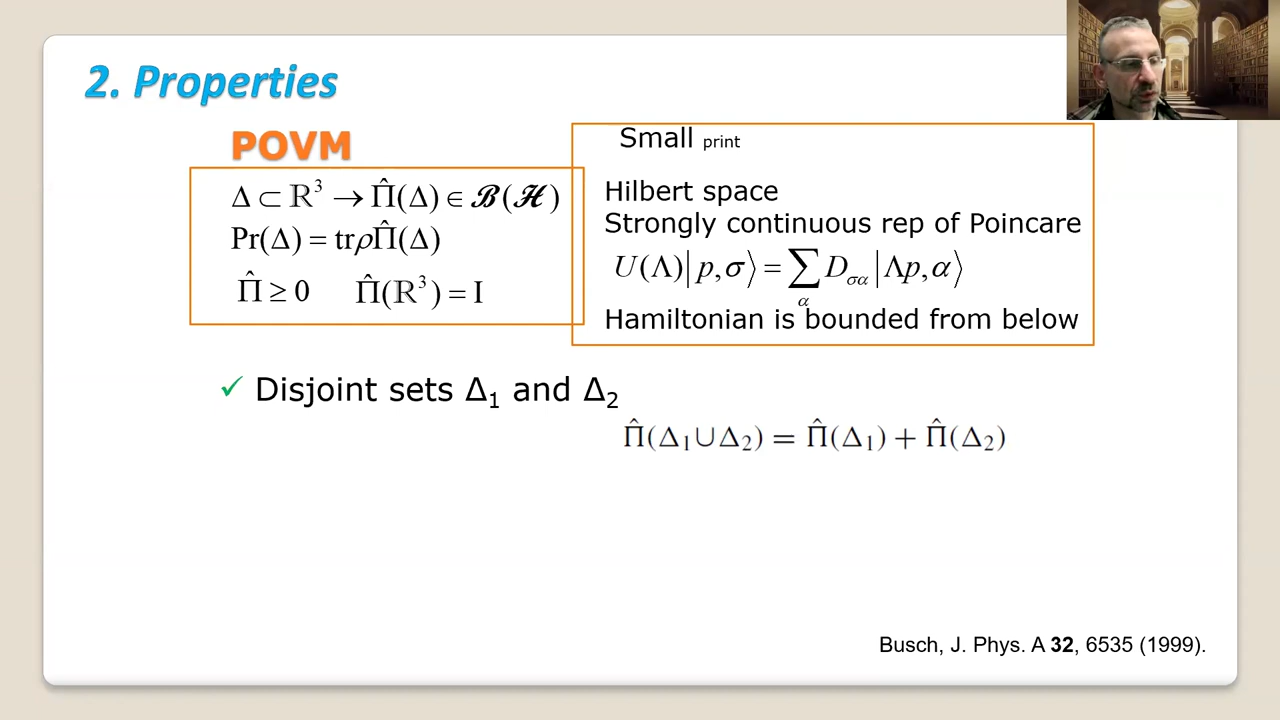 2. Properties
POVM
Δ ⊂ ℝ³ → Π̂(Δ) ∈ ℬ(ℋ)
Pr(Δ) = trρΠ̂(Δ)
Π̂ ≥ 0 Π̂(ℝ³) = I
Small print
Hilbert space
Strongly continuous rep of Poincare
U(Λ)|p,σ⟩ = ∑_α D_σα |Λp,α⟩
Hamiltonian is bounded from below
✓ Disjoint sets Δ₁ and Δ₂
Π̂(Δ₁∪Δ₂) = Π̂(Δ₁) + Π̂(Δ₂)
Busch, J. Phys. A 32, 6535 (1999).